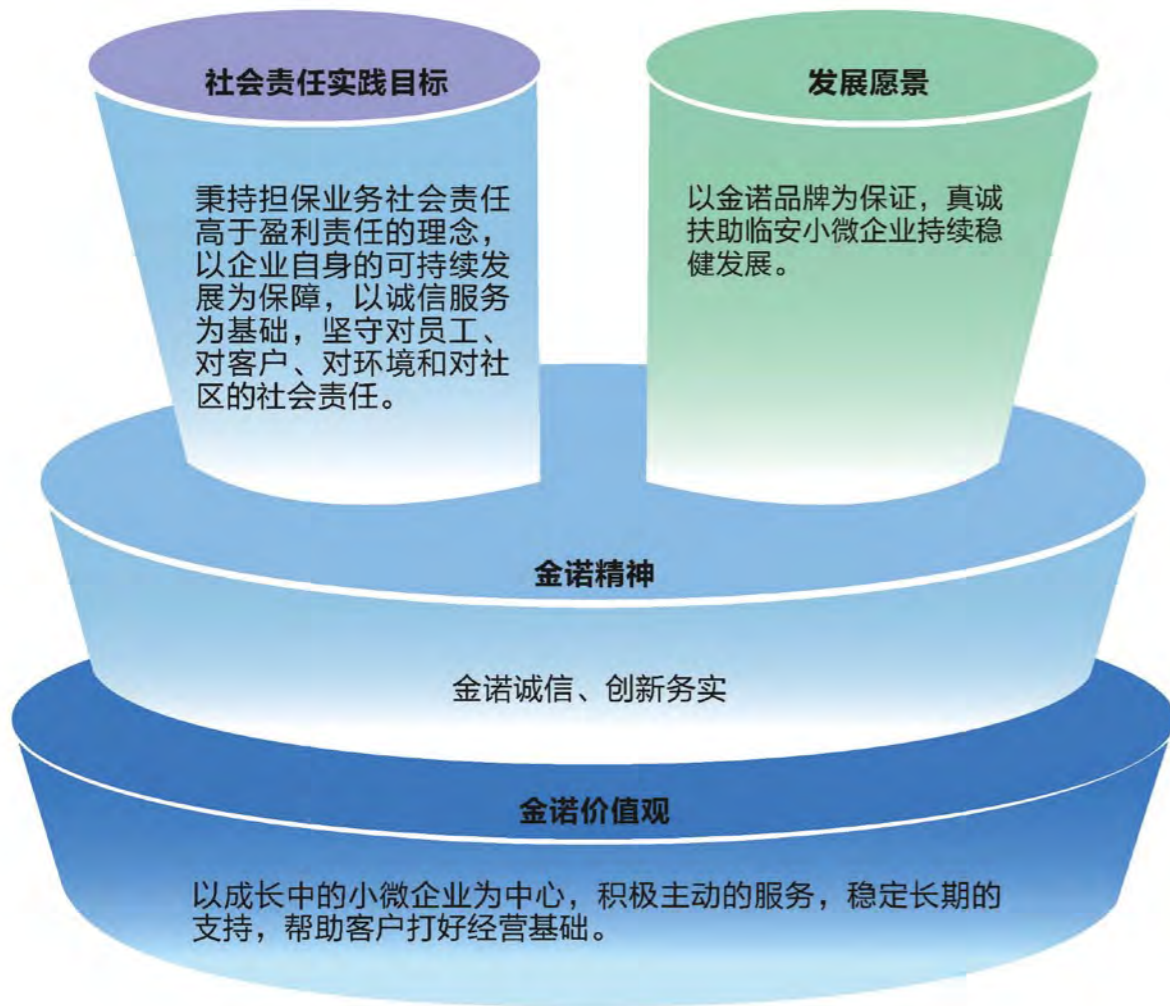 社会责任实践目标
秉持担保业务社会责任
高于盈利责任的理念，
以企业自身的可持续发
展为保障，以诚信服务
为基础，坚守对员工、
对客户、对环境和对社
区的社会责任。
发展愿景
以金诺品牌为保证，真诚
扶助临安小微企业持续稳
健发展。
金诺精神
金诺诚信、创新务实
金诺价值观
以成长中的小微企业为中心，积极主动的服务，稳定长期的
支持，帮助客户打好经营基础。